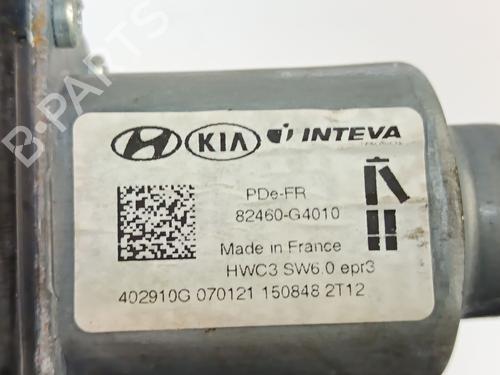 B-PARTS
KIA INTEVA
PDe-FR
82460-G4010
Made in France
HWC3 SW6.0 epr3
402910G 070121 150848 2T12